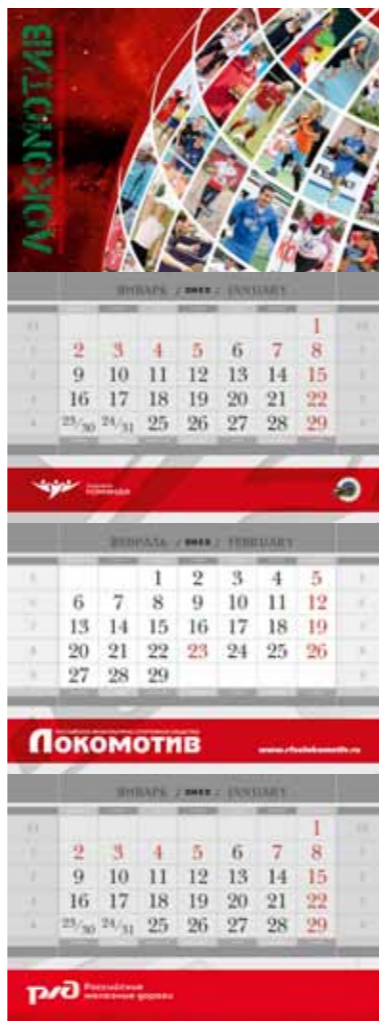 ЛОКОМОТИВ
ЯНВАРЬ / 2012 / JANUARY
1
2 3 4 5 6 7 8
9 10 11 12 13 14 15
16 17 18 19 20 21 22
23/30 24/31 25 26 27 28 29
КОМАНДА
ФЕВРАЛЬ / 2012 / FEBRUARY
1 2 3 4 5
6 7 8 9 10 11 12
13 14 15 16 17 18 19
20 21 22 23 24 25 26
27 28 29
ЛОКОМОТИВ
www.rfsolokomotiv.ru
ЯНВАРЬ / 2012 / JANUARY
1
2 3 4 5 6 7 8
9 10 11 12 13 14 15
16 17 18 19 20 21 22
23/30 24/31 25 26 27 28 29
ржд Российские
железные дороги